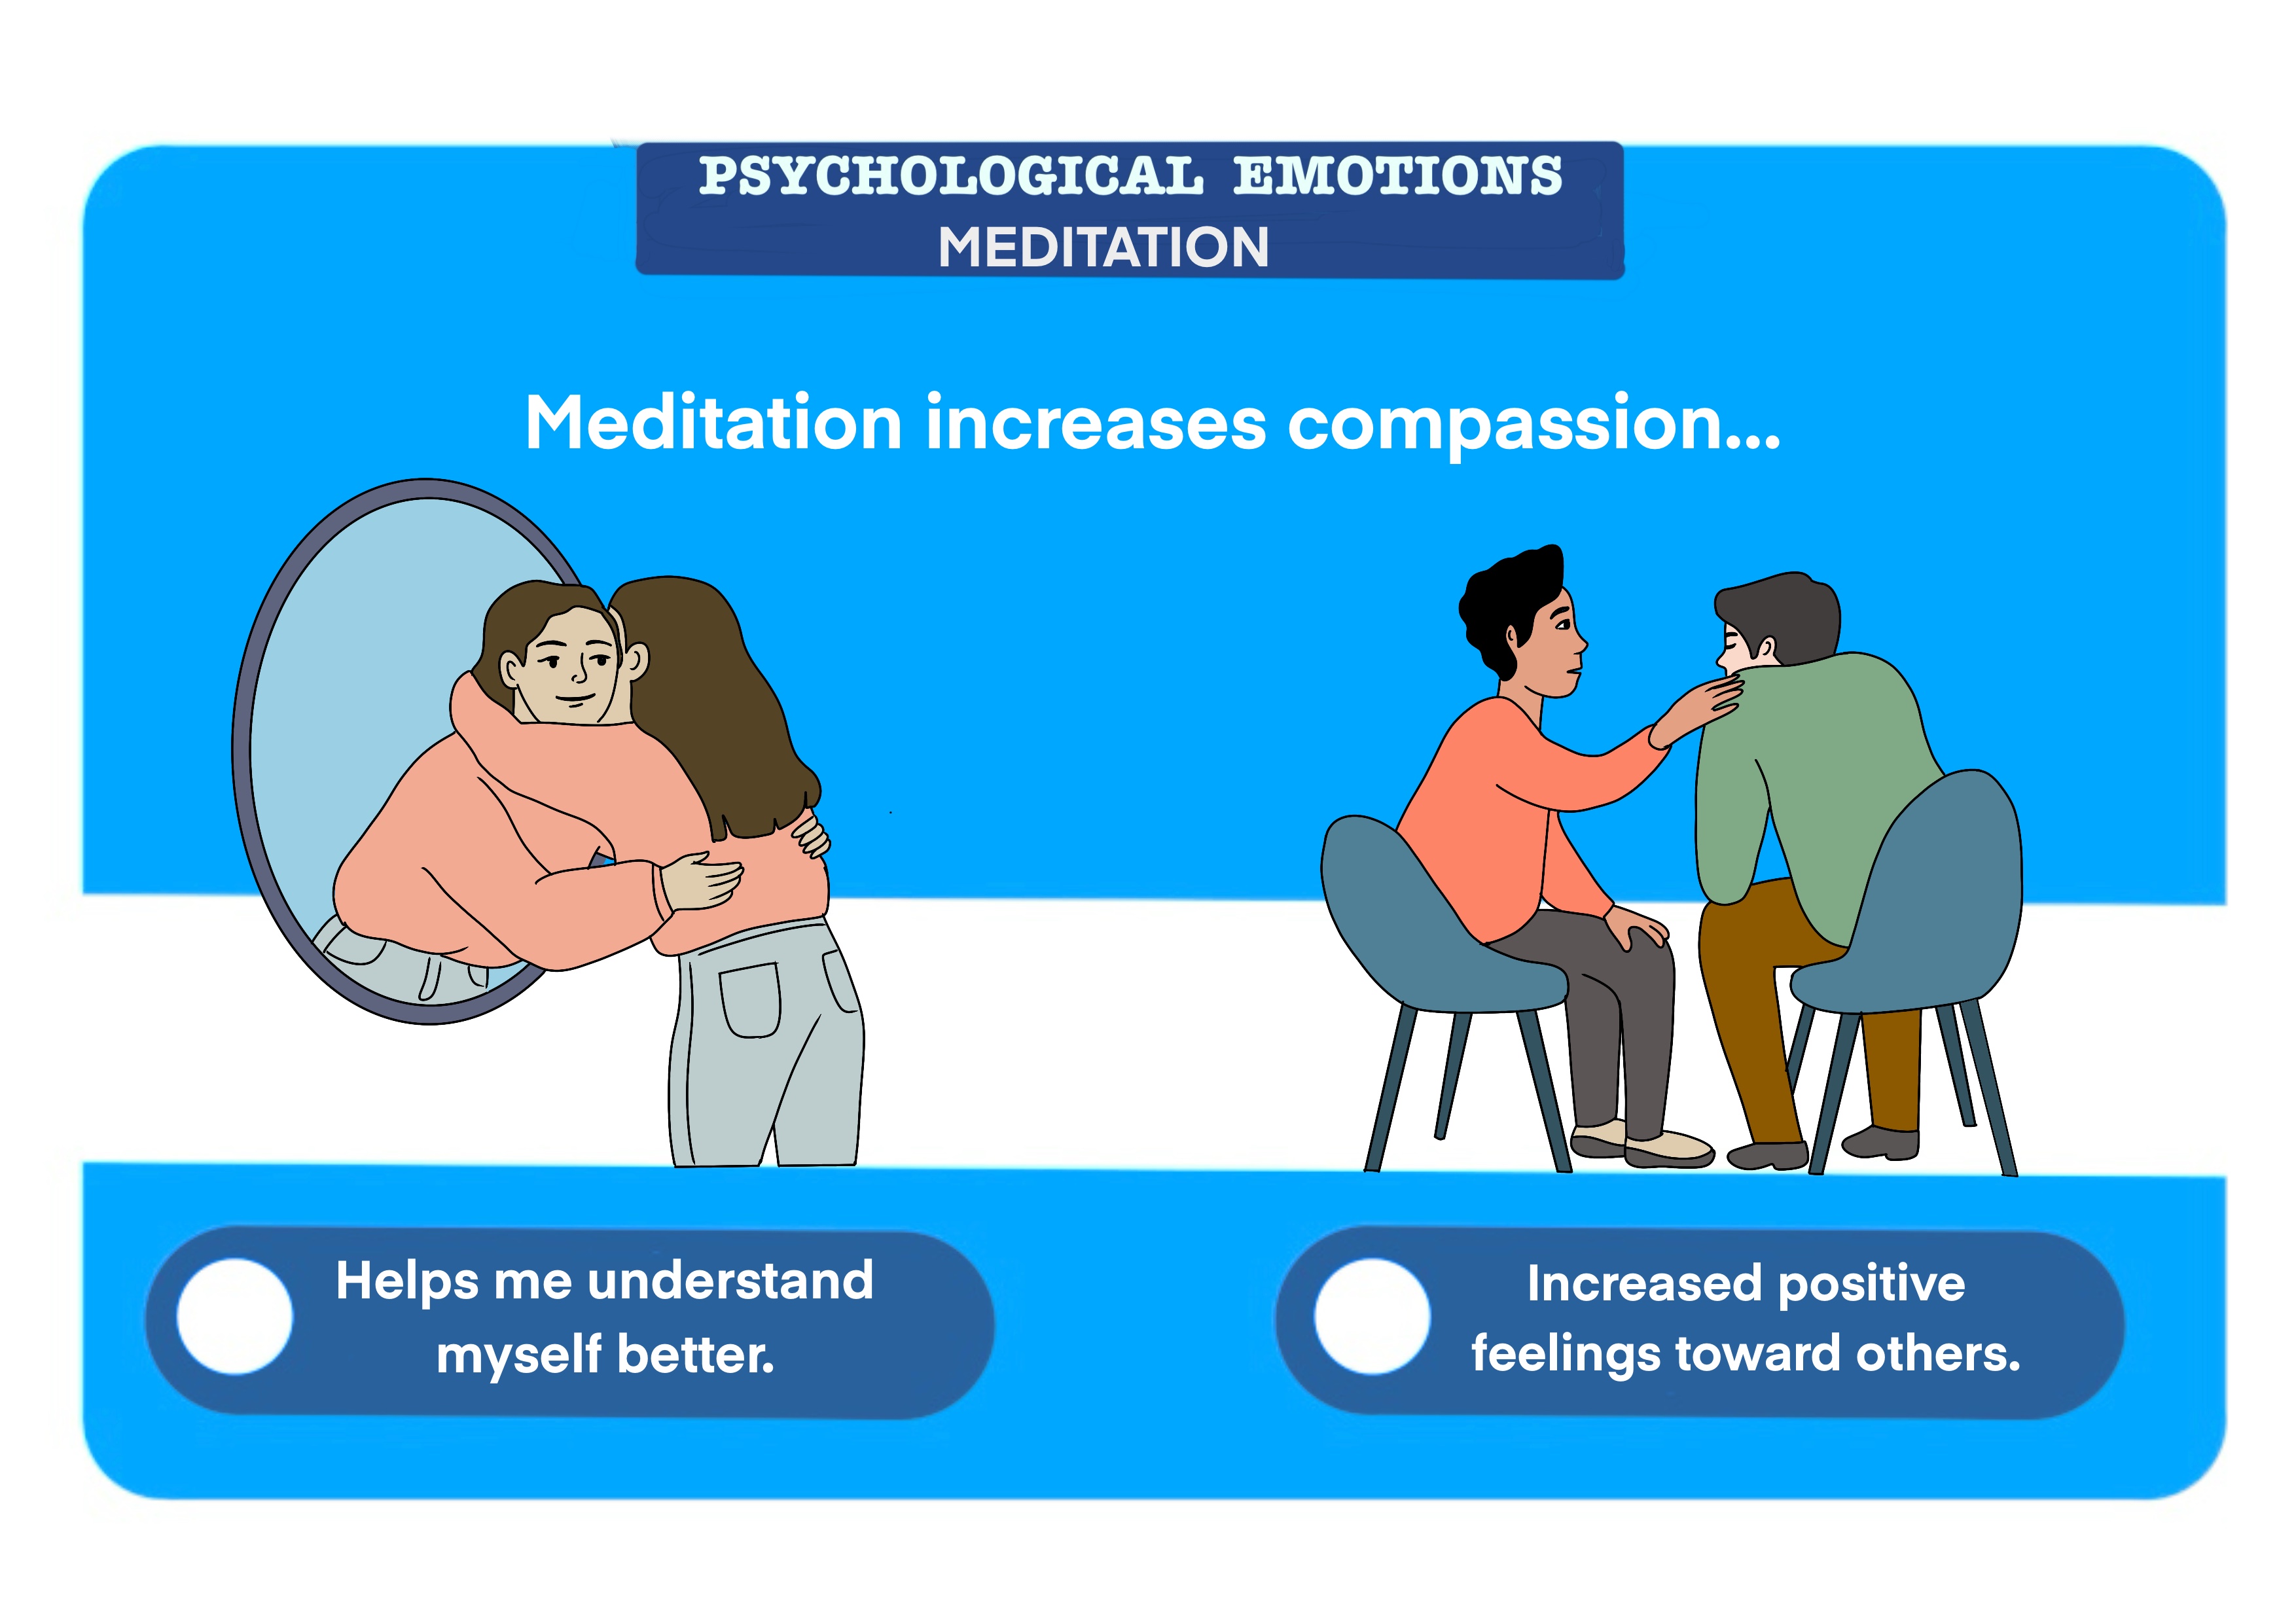 PSYCHOLOGICAL EMOTIONS
MEDITATION
Meditation increases compassion...
Helps me understand
myself better.
Increased positive
feelings toward others.